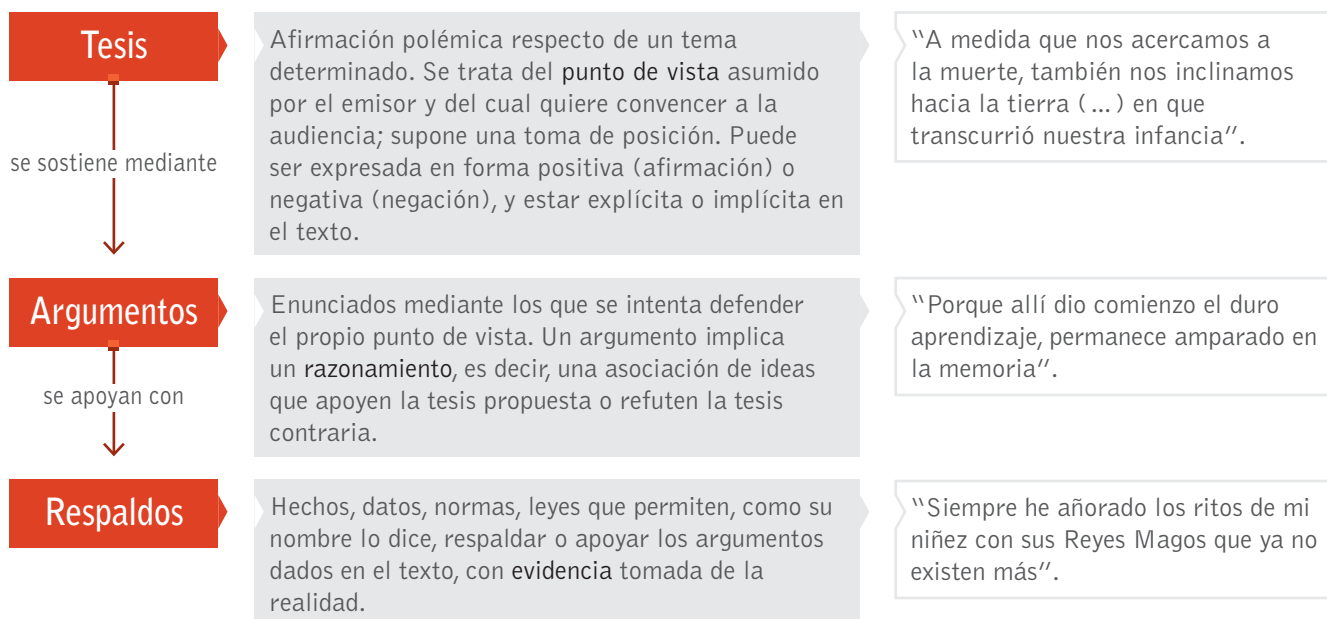 Tesis
Afirmación polémica respecto de un tema
determinado. Se trata del punto de vista asumido
por el emisor y del cual quiere convencer a la
audiencia; supone una toma de posición. Puede
ser expresada en forma positiva (afirmación) o
negativa (negación), y estar explícita o implícita en
el texto.
“A medida que nos acercamos a
la muerte, también nos inclinamos
hacia la tierra (...) en que
transcurrió nuestra infancia”.
se sostiene mediante
Argumentos
Enunciados mediante los que se intenta defender
el propio punto de vista. Un argumento implica
un razonamiento, es decir, una asociación de ideas
que apoyen la tesis propuesta o refuten la tesis
contraria.
“Porque allí dio comienzo el duro
aprendizaje, permanece amparado en
la memoria”.
se apoyan con
Respaldos
Hechos, datos, normas, leyes que permiten, como su
nombre lo dice, respaldar o apoyar los argumentos
dados en el texto, con evidencia tomada de la
realidad.
“Siempre he añorado los ritos de mi
niñez con sus Reyes Magos que ya no
existen más”.